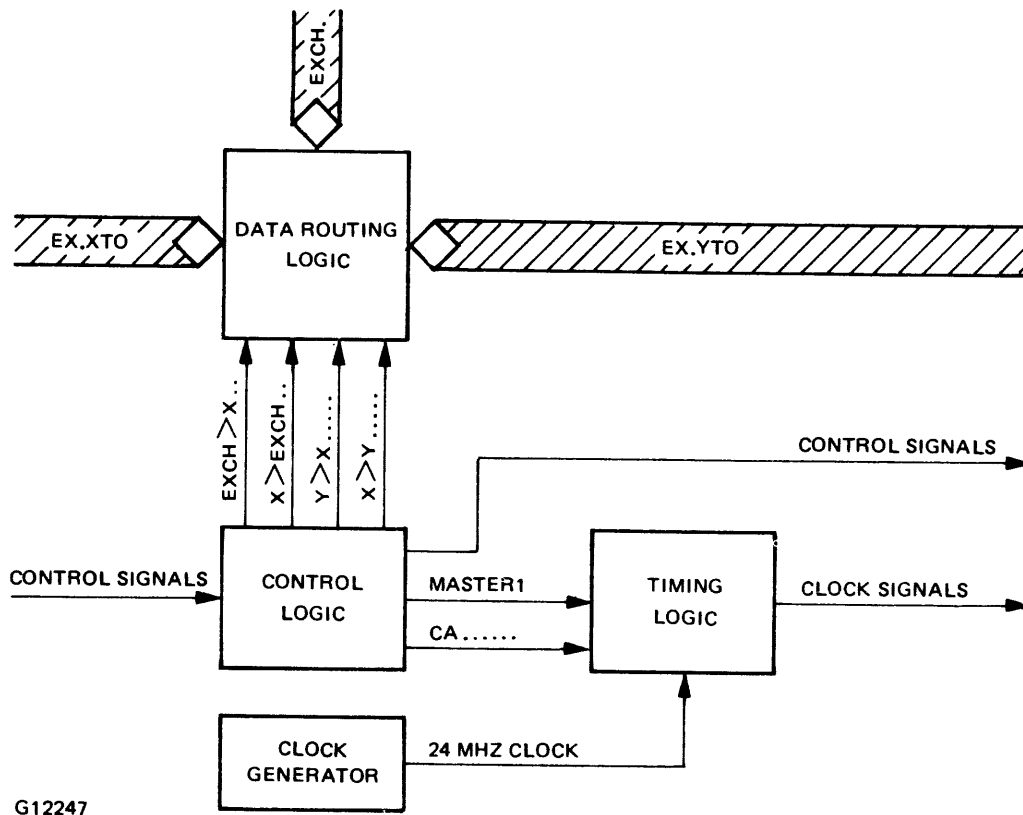 EXCH.
DATA ROUTING
LOGIC
EX.XTO
EX.YTO
EXCH>X..
X>EXCH..
Y>X......
X>Y......
CONTROL SIGNALS
CONTROL SIGNALS
CONTROL
LOGIC
MASTER1
CA......
TIMING
LOGIC
CLOCK SIGNALS
CLOCK
GENERATOR
24 MHZ CLOCK
G12247